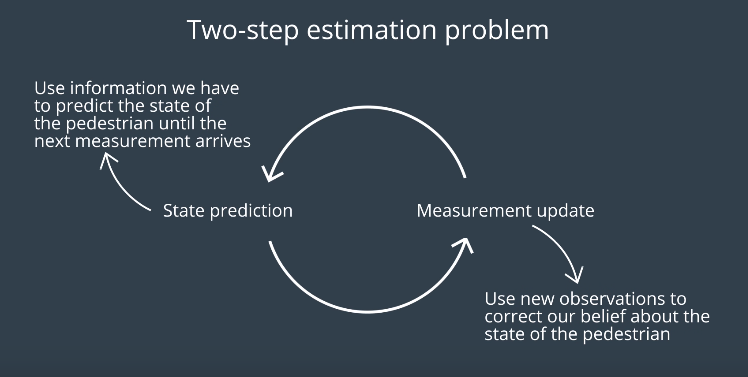 Two-step estimation problem
Use information we have
to predict the state of
the pedestrian until the
next measurement arrives
State prediction
Measurement update
Use new observations to
correct our belief about the
state of the pedestrian